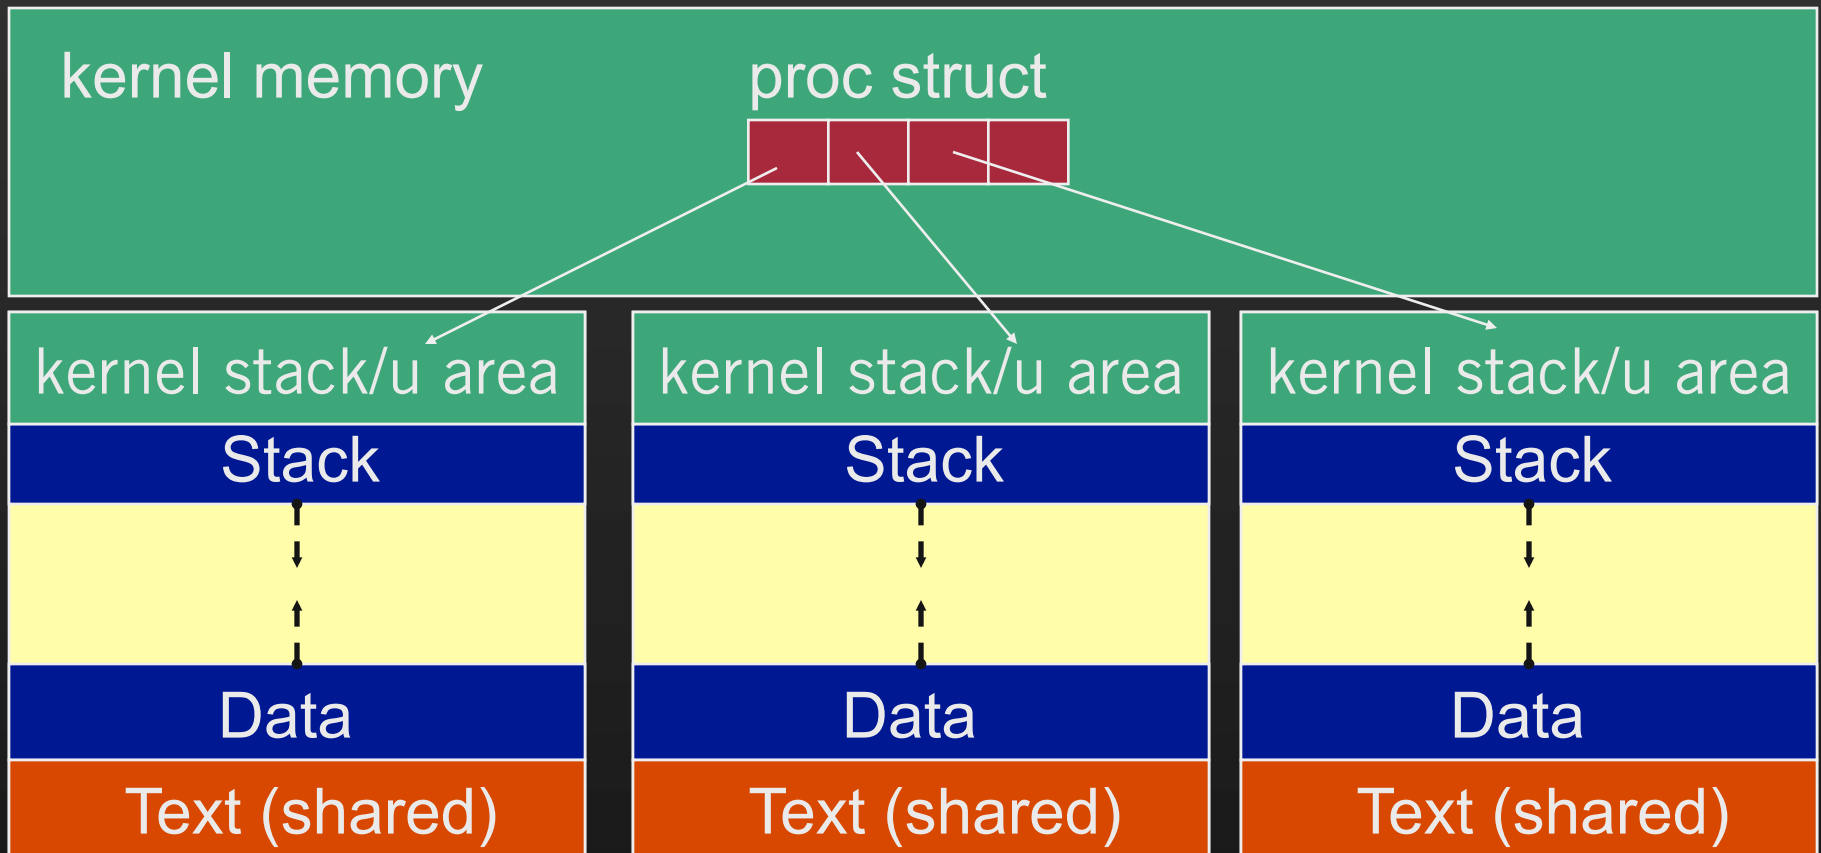 kernel memory
proc struct
kernel stack/u area
kernel stack/u area
kernel stack/u area
Stack
Stack
Stack
Data
Data
Data
Text (shared)
Text (shared)
Text (shared)